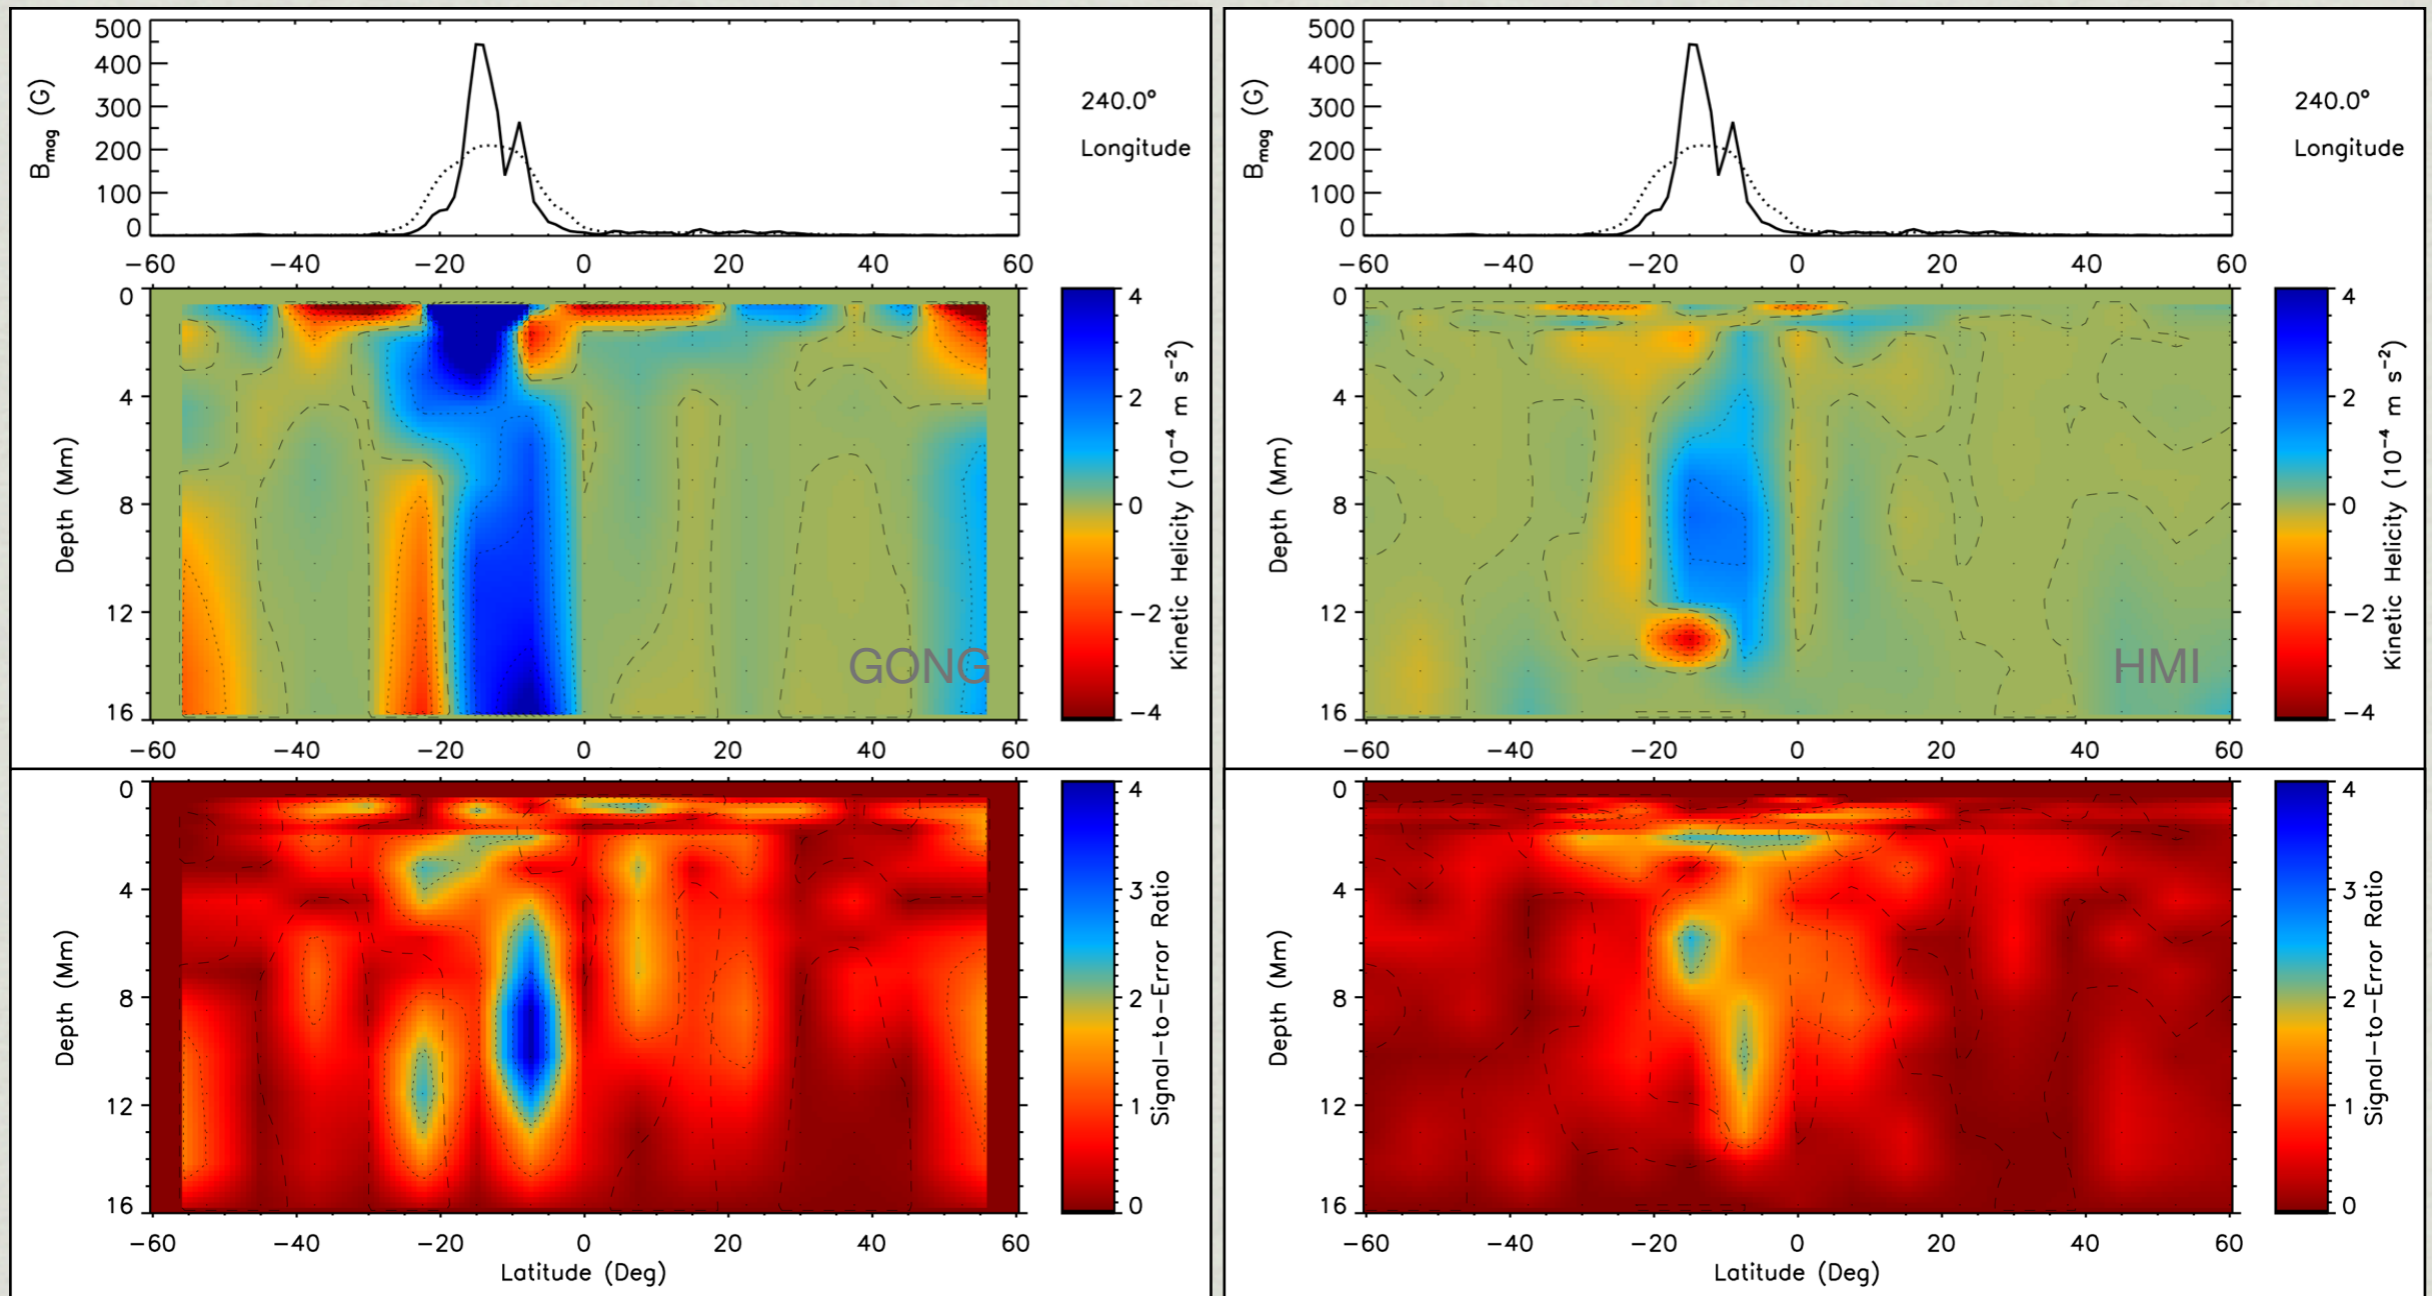 500
400
300
200
100
0
B_mag (G)
240.0°
Longitude
−60 −40 −20 0 20 40 60
0
4
8
12
16
Depth (Mm)
GONG
4
2
0
−2
−4
Kinetic Helicity (10⁻⁴ m s⁻²)
−60 −40 −20 0 20 40 60
0
4
8
12
16
Depth (Mm)
4
3
2
1
0
Signal−to−Error Ratio
−60 −40 −20 0 20 40 60
Latitude (Deg)
500
400
300
200
100
0
B_mag (G)
240.0°
Longitude
−60 −40 −20 0 20 40 60
0
4
8
12
16
Depth (Mm)
HMI
4
2
0
−2
−4
Kinetic Helicity (10⁻⁴ m s⁻²)
−60 −40 −20 0 20 40 60
0
4
8
12
16
Depth (Mm)
4
3
2
1
0
Signal−to−Error Ratio
−60 −40 −20 0 20 40 60
Latitude (Deg)